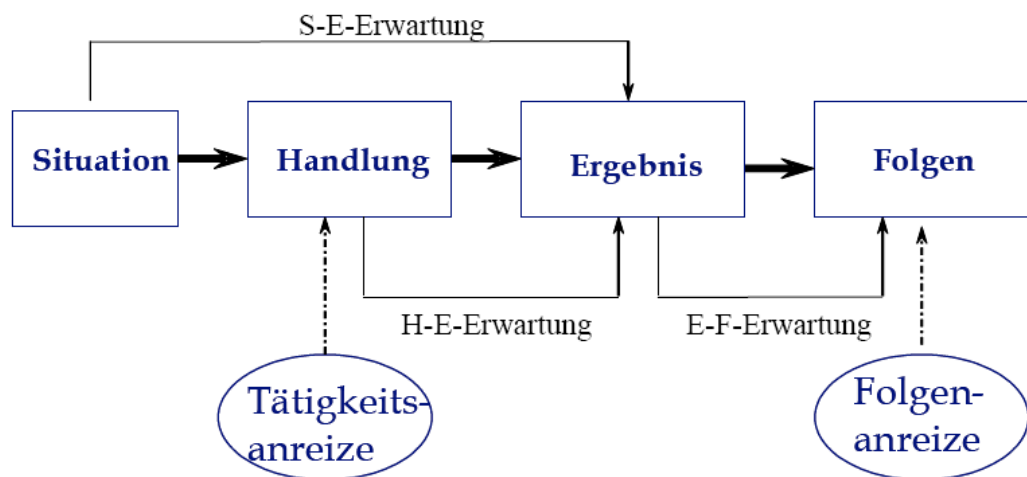 S-E-Erwartung
Situation
Handlung
Ergebnis
Folgen
H-E-Erwartung
E-F-Erwartung
Tätigkeits-
anreize
Folgen-
anreize